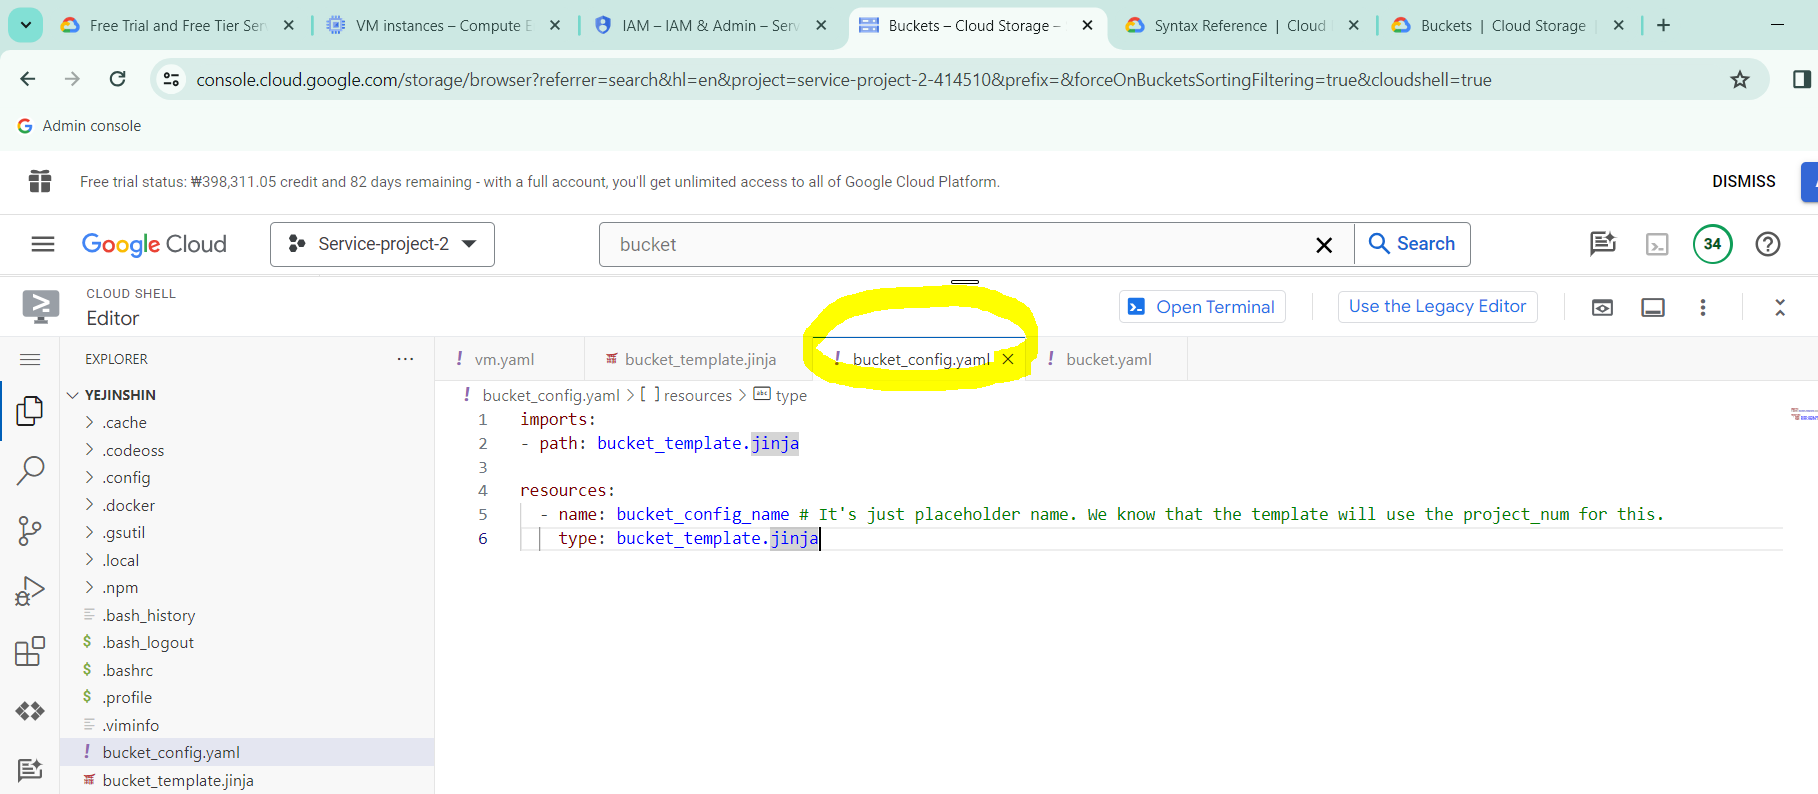 Free Trial and Free Tier Serv
VM instances – Compute E
IAM – IAM & Admin – Serv
Buckets – Cloud Storage –
Syntax Reference | Cloud
Buckets | Cloud Storage
console.cloud.google.com/storage/browser?referrer=search&hl=en&project=service-project-2-414510&prefix=&forceOnBucketsSortingFiltering=true&cloudshell=true
Admin console
Free trial status: ₩398,311.05 credit and 82 days remaining - with a full account, you'll get unlimited access to all of Google Cloud Platform.
DISMISS
Google Cloud
Service-project-2
bucket
Search
34
CLOUD SHELL
Editor
Open Terminal
Use the Legacy Editor
EXPLORER
vm.yaml
bucket_template.jinja
bucket_config.yaml
bucket.yaml
YEJINSHIN
.cache
.codeoss
.config
.docker
.gsutil
.local
.npm
.bash_history
.bash_logout
.bashrc
.profile
.viminfo
bucket_config.yaml
bucket_template.jinja
bucket_config.yaml > [ ] resources > abc type
1 imports:
2 - path: bucket_template.jinja
3
4 resources:
5 - name: bucket_config_name # It's just placeholder name. We know that the template will use the project_num for this.
6 type: bucket_template.jinja